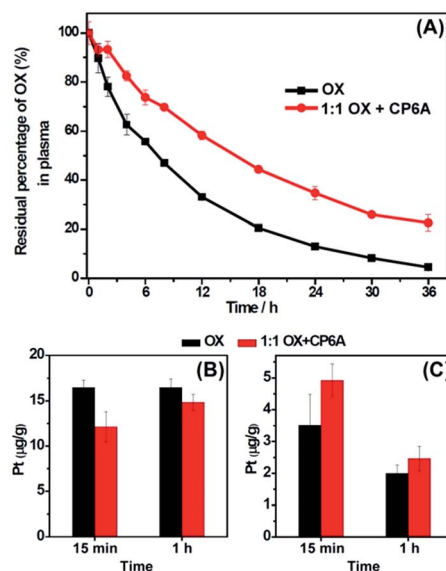 (A)
Residual percentage of OX (%)
in plasma
100
80
60
40
20
0
OX
1:1 OX + CP6A
0 6 12 18 24 30 36
Time / h
OX 1:1 OX+CP6A
(B)
Pt (µg/g)
20
15
10
5
0
15 min 1 h
Time
(C)
Pt (µg/g)
6
5
4
3
2
1
0
15 min 1 h
Time